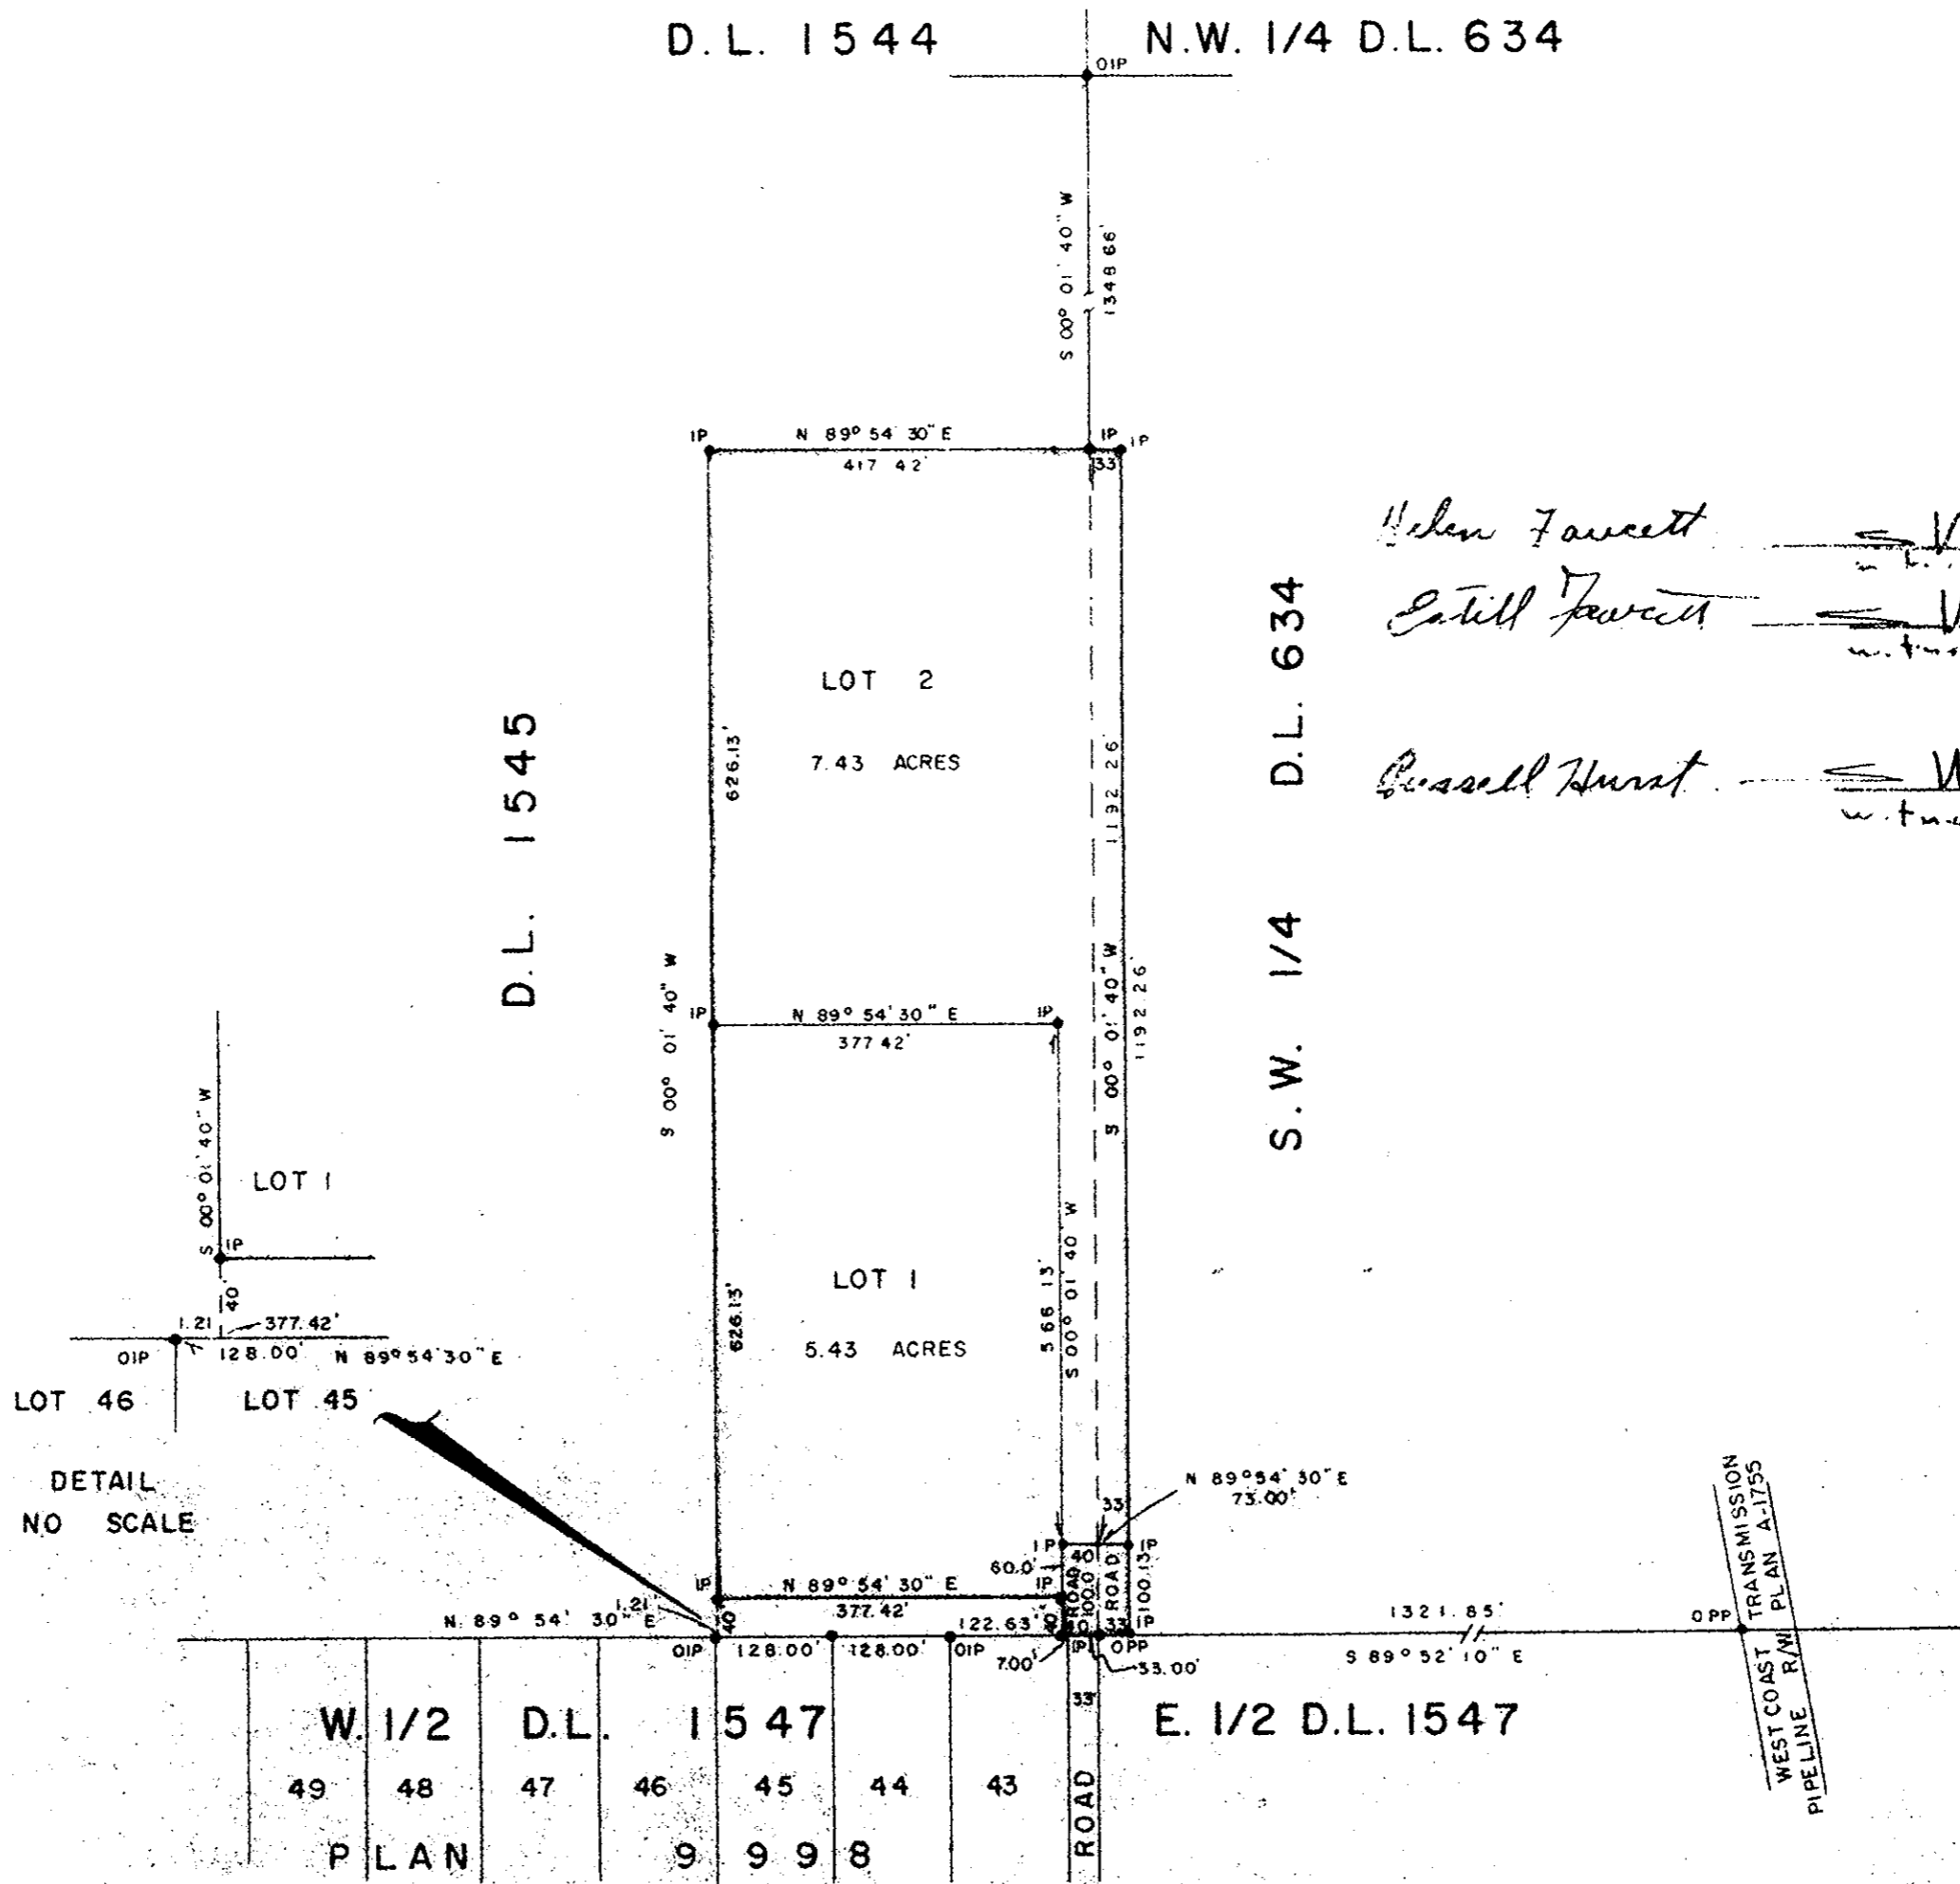 D.L. 1544
N.W. 1/4 D.L. 634
OIP
S 00° 01' 40" W
1348 66'
IP
N 89° 54' 30" E
417 42'
IP
IP
33
Helen Fawcett
Estill Fawcett
Russell Hurst
LOT 2
7.43 ACRES
626.13'
1192 26'
1192.26'
S 00° 01' 40" W
D.L. 1545
S.W. 1/4 D.L. 634
S 00° 01' 40" W
IP
N 89° 54' 30" E
377 42'
IP
LOT 1
5.43 ACRES
626.13'
566 13'
S 00° 01' 40" W
S 00° 01' 40" W
LOT 1
IP
40'
1.21
377.42'
OIP
128.00'
N 89° 54' 30" E
LOT 46
LOT 45
DETAIL
NO SCALE
N 89° 54' 30" E
73.00'
33
IP
40
IP
60.0'
ROAD
100.0
ROAD
100.13'
IP
N 89° 54' 30" E
IP
377.42'
1.21
N. 89° 54' 30" E
40
122.63'
40
33
IP
OIP
128.00'
128.00'
OIP
7.00'
IP
OPP
33.00'
1321.85'
S 89° 52' 10" E
OPP
WEST COAST TRANSMISSION
PIPELINE R/W PLAN A-1755
W. 1/2 D.L. 1547
33'
E. 1/2 D.L. 1547
49 48 47 46 45 44 43
ROAD
PLAN 9998